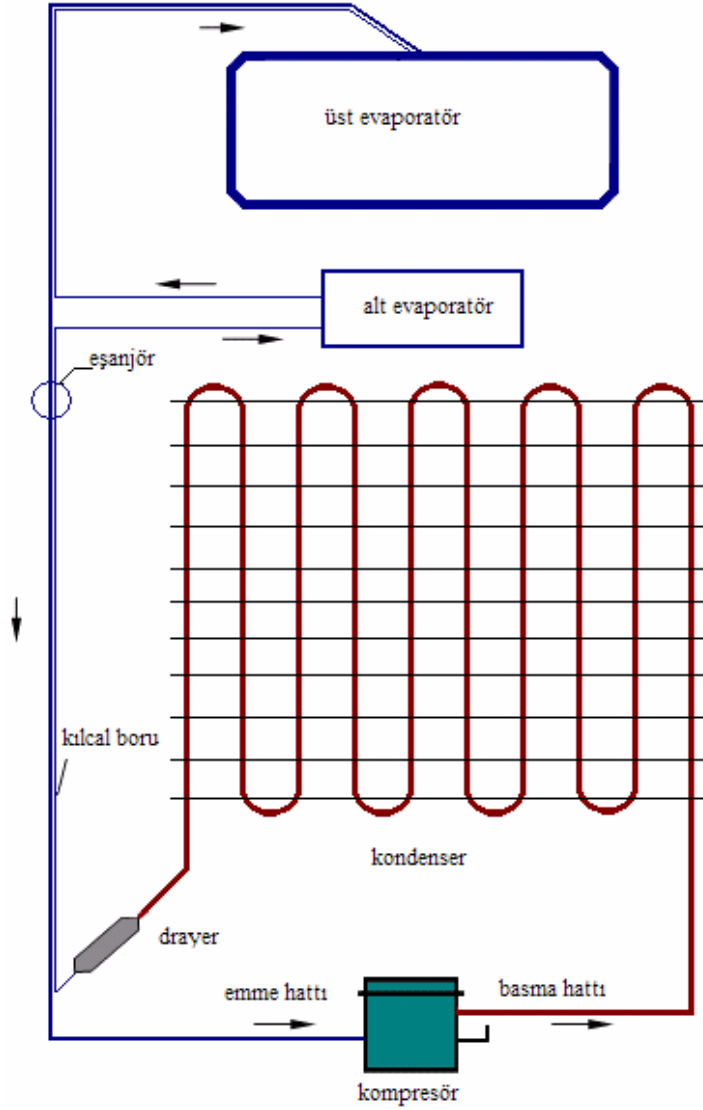 üst evaporatör
alt evaporatör
eşanjör
kılcal boru
kondenser
drayer
emme hattı
basma hattı
kompresör